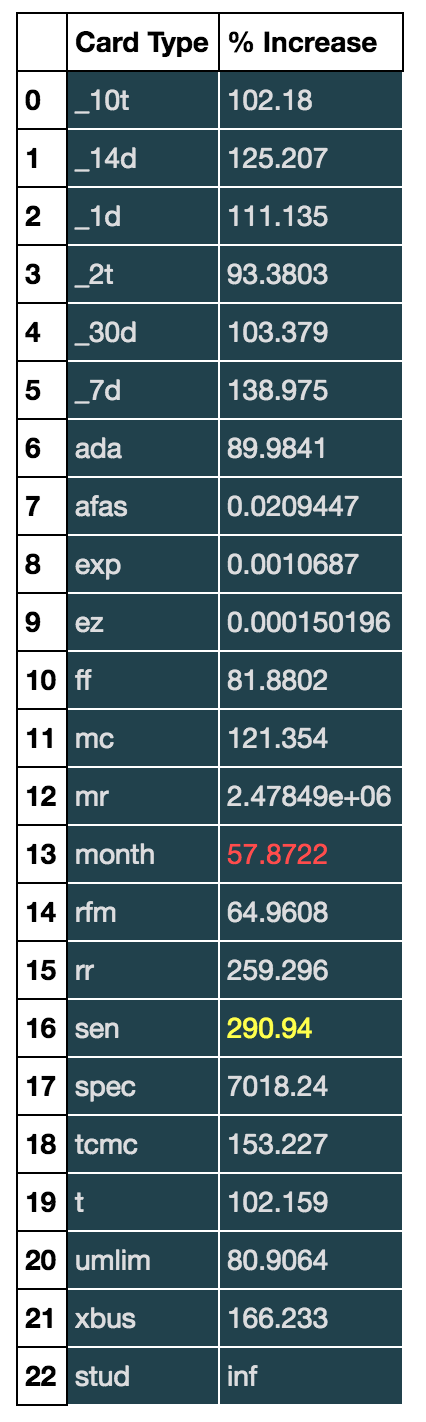 Card Type % Increase
0 _10t 102.18
1 _14d 125.207
2 _1d 111.135
3 _2t 93.3803
4 _30d 103.379
5 _7d 138.975
6 ada 89.9841
7 afas 0.0209447
8 exp 0.0010687
9 ez 0.000150196
10 ff 81.8802
11 mc 121.354
12 mr 2.47849e+06
13 month 57.8722
14 rfm 64.9608
15 rr 259.296
16 sen 290.94
17 spec 7018.24
18 tcmc 153.227
19 t 102.159
20 umlim 80.9064
21 xbus 166.233
22 stud inf